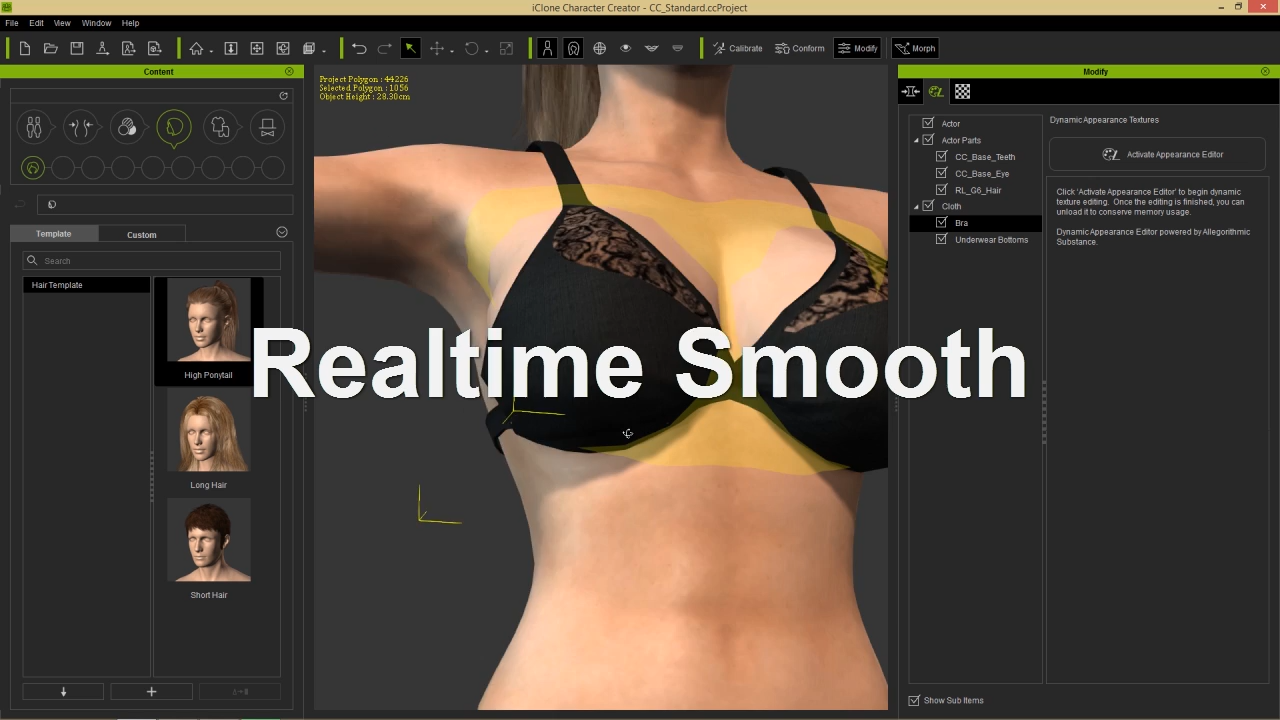 iClone Character Creator - CC_Standard.ccProject
File Edit View Window Help
Calibrate Conform Modify Morph
Content
Template Custom
Search
Hair Template
High Ponytail
Long Hair
Short Hair
Project Polygon : 44226
Selected Polygon : 1056
Object Height : 28.30cm
Realtime Smooth
Modify
Actor
Actor Parts
CC_Base_Teeth
CC_Base_Eye
RL_G6_Hair
Cloth
Bra
Underwear Bottoms
Show Sub Items
Dynamic Appearance Textures
Activate Appearance Editor
Click 'Activate Appearance Editor' to begin dynamic
texture editing. Once the editing is finished, you can
unload it to conserve memory usage.
Dynamic Appearance Editor powered by Allegorithmic
Substance.